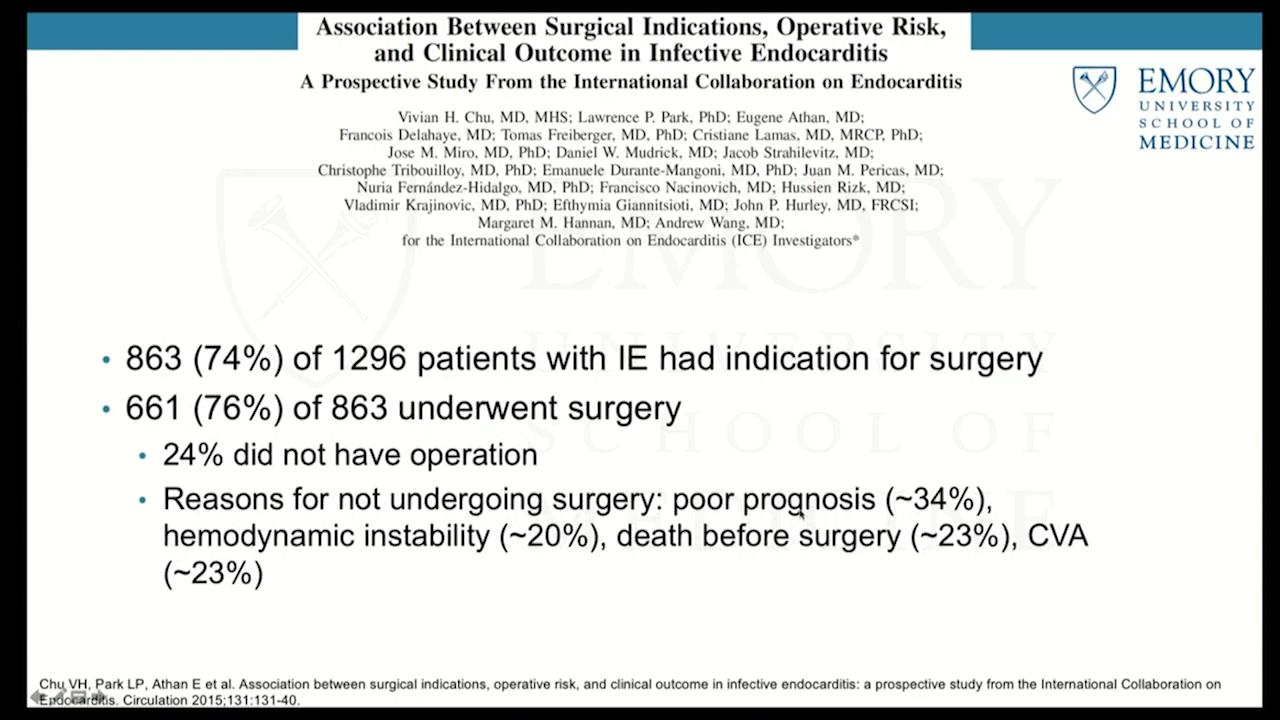 Association Between Surgical Indications, Operative Risk,
and Clinical Outcome in Infective Endocarditis
A Prospective Study From the International Collaboration on Endocarditis
EMORY
UNIVERSITY
SCHOOL OF
MEDICINE
Vivian H. Chu, MD, MHS; Lawrence P. Park, PhD; Eugene Athan, MD;
Francois Delahaye, MD; Tomas Freiberger, MD, PhD; Cristiane Lamas, MD, MRCP, PhD;
Jose M. Miro, MD, PhD; Daniel W. Mudrick, MD; Jacob Strahilevitz, MD;
Christophe Tribouilloy, MD, PhD; Emanuele Durante-Mangoni, MD, PhD; Juan M. Pericas, MD;
Nuria Fernández-Hidalgo, MD, PhD; Francisco Nacinovich, MD; Hussien Rizk, MD;
Vladimir Krajinovic, MD, PhD; Efthymia Giannitsioti, MD; John P. Hurley, MD, FRCSI;
Margaret M. Hannan, MD; Andrew Wang, MD;
for the International Collaboration on Endocarditis (ICE) Investigators*
EMORY
UNIVERSITY
SCHOOL OF
MEDICINE
• 863 (74%) of 1296 patients with IE had indication for surgery
• 661 (76%) of 863 underwent surgery
• 24% did not have operation
• Reasons for not undergoing surgery: poor prognosis (~34%),
hemodynamic instability (~20%), death before surgery (~23%), CVA
(~23%)
Chu VH, Park LP, Athan E et al. Association between surgical indications, operative risk, and clinical outcome in infective endocarditis: a prospective study from the International Collaboration on
Endocarditis. Circulation 2015;131:131-40.